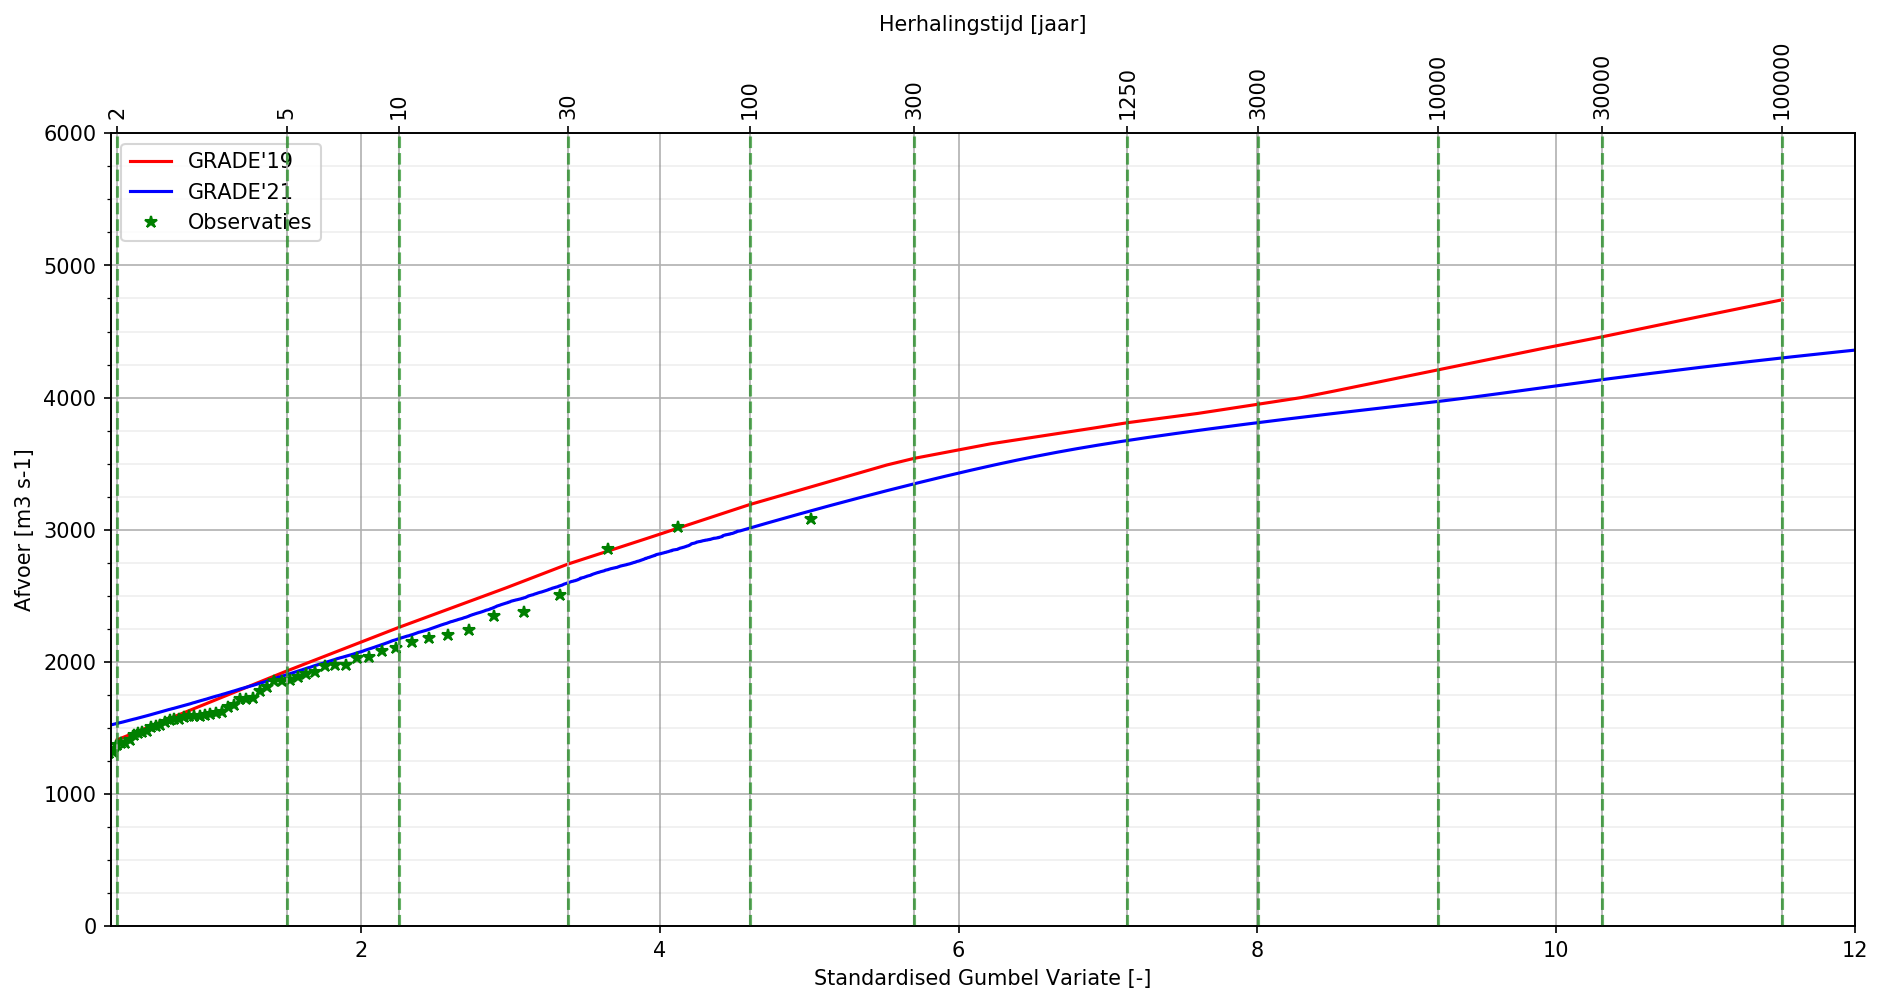 Herhalingstijd [jaar]
2 5 10 30 100 300 1250 3000 10000 30000 100000
6000
5000
4000
3000
2000
1000
0
Afvoer [m3 s-1]
GRADE'19
GRADE'21
Observaties
2 4 6 8 10 12
Standardised Gumbel Variate [-]